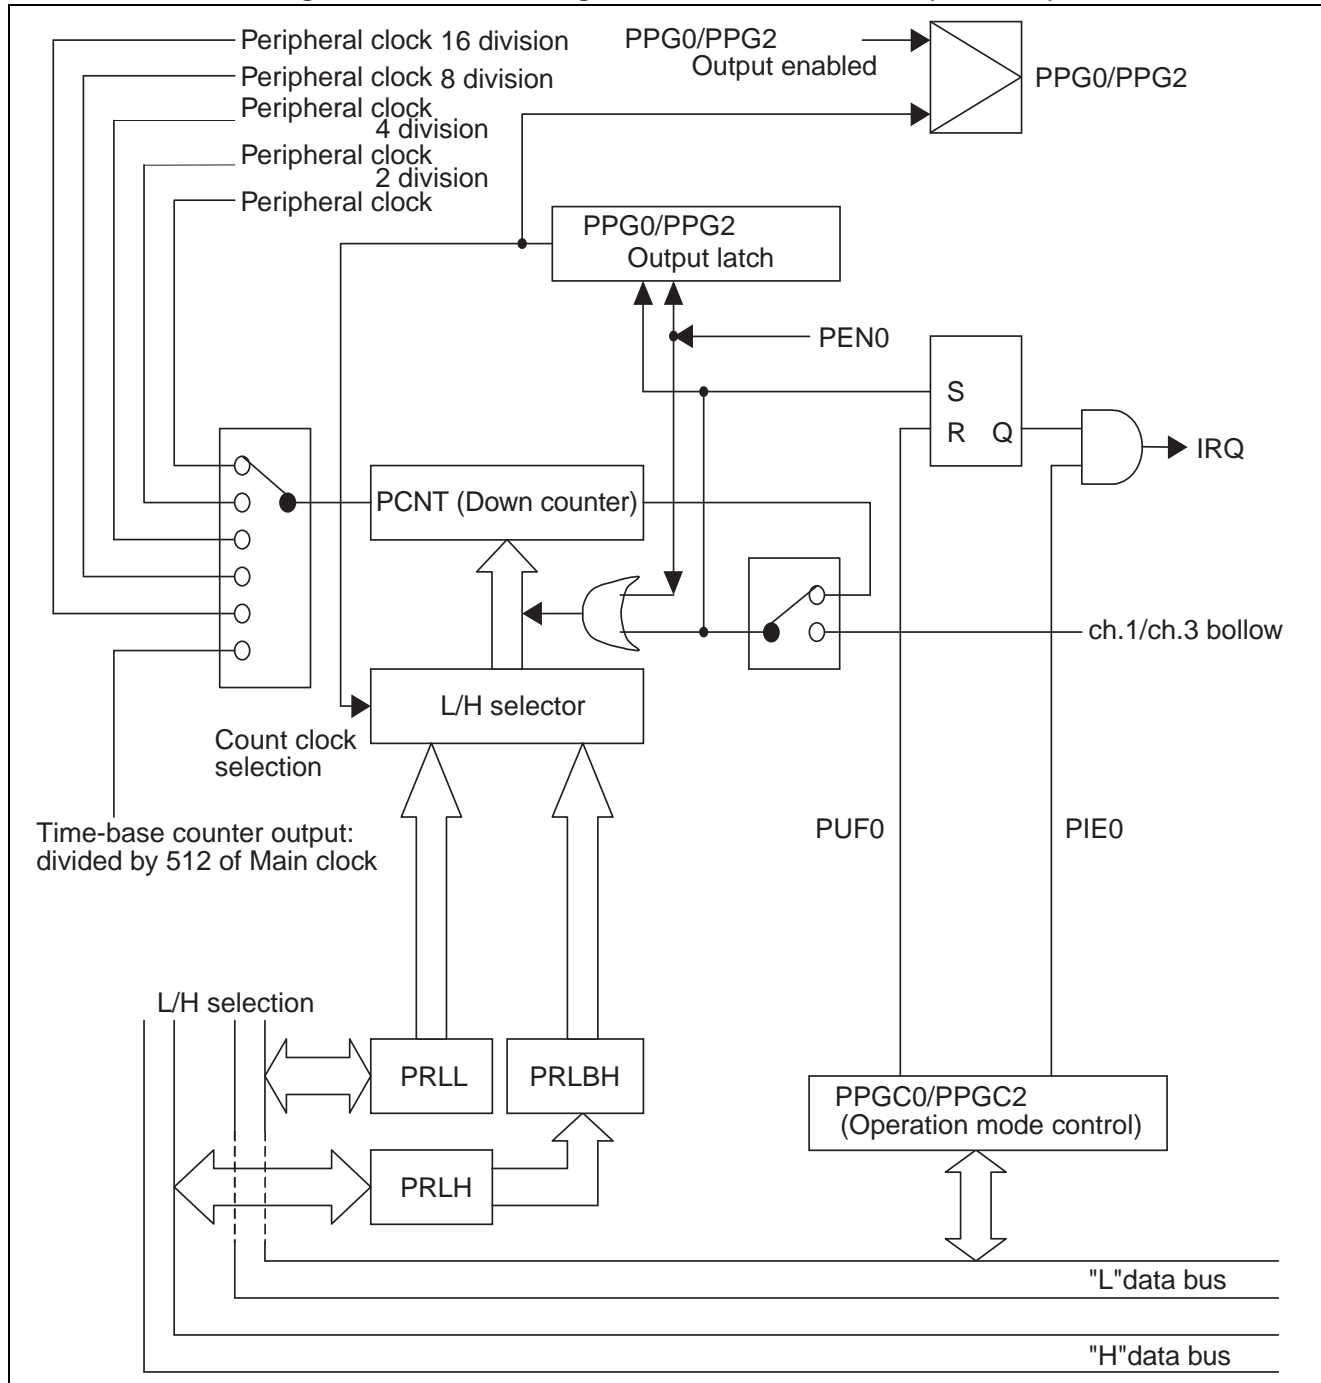 Peripheral clock 16 division
Peripheral clock 8 division
Peripheral clock
4 division
Peripheral clock
2 division
Peripheral clock
PPG0/PPG2
Output enabled
PPG0/PPG2
PPG0/PPG2
Output latch
PEN0
S
R Q
IRQ
PCNT (Down counter)
ch.1/ch.3 bollow
L/H selector
Count clock
selection
Time-base counter output:
divided by 512 of Main clock
PUF0
PIE0
L/H selection
PRLL
PRLBH
PRLH
PPGC0/PPGC2
(Operation mode control)
"L"data bus
"H"data bus